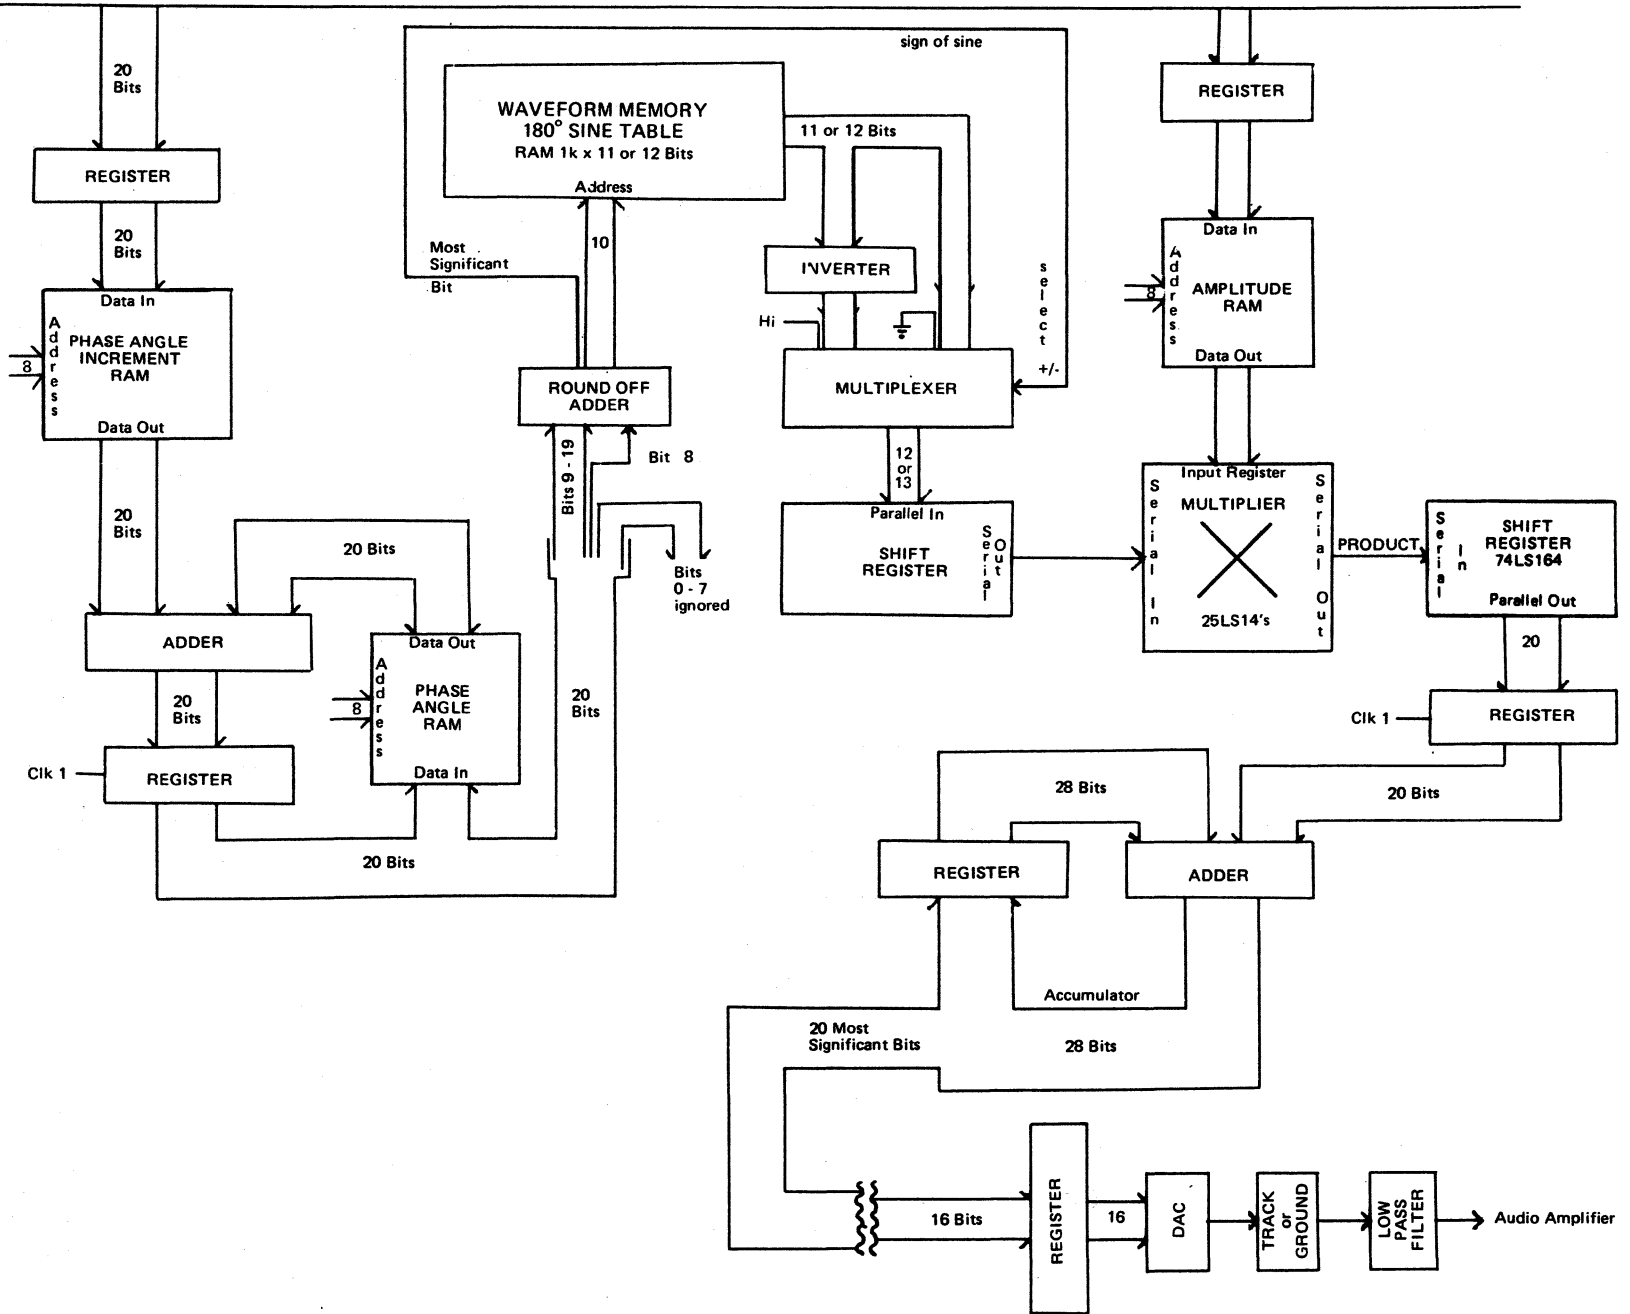 20
Bits
REGISTER
20
Bits
Data In
Address
8
PHASE ANGLE
INCREMENT
RAM
Data Out
20
Bits
20 Bits
ADDER
20
Bits
Clk 1
REGISTER
Data Out
Address
8
PHASE
ANGLE
RAM
Data In
20 Bits
20
Bits
sign of sine
WAVEFORM MEMORY
180° SINE TABLE
RAM 1k x 11 or 12 Bits
Address
11 or 12 Bits
10
Most
Significant
Bit
ROUND OFF
ADDER
Bits 9 - 19
Bit 8
Bits
0 - 7
ignored
INVERTER
Hi
select
+/-
MULTIPLEXER
12
or
13
Parallel In
SHIFT
REGISTER
Serial
Out
REGISTER
Data In
Address
8
AMPLITUDE
RAM
Data Out
Input Register
Serial In
MULTIPLIER
25LS14's
Serial Out
PRODUCT
Serial
In
SHIFT
REGISTER
74LS164
Parallel Out
20
Clk 1
REGISTER
28 Bits
20 Bits
REGISTER
ADDER
Accumulator
20 Most
Significant Bits
28 Bits
16 Bits
REGISTER
16
DAC
TRACK
or
GROUND
LOW
PASS
FILTER
Audio Amplifier